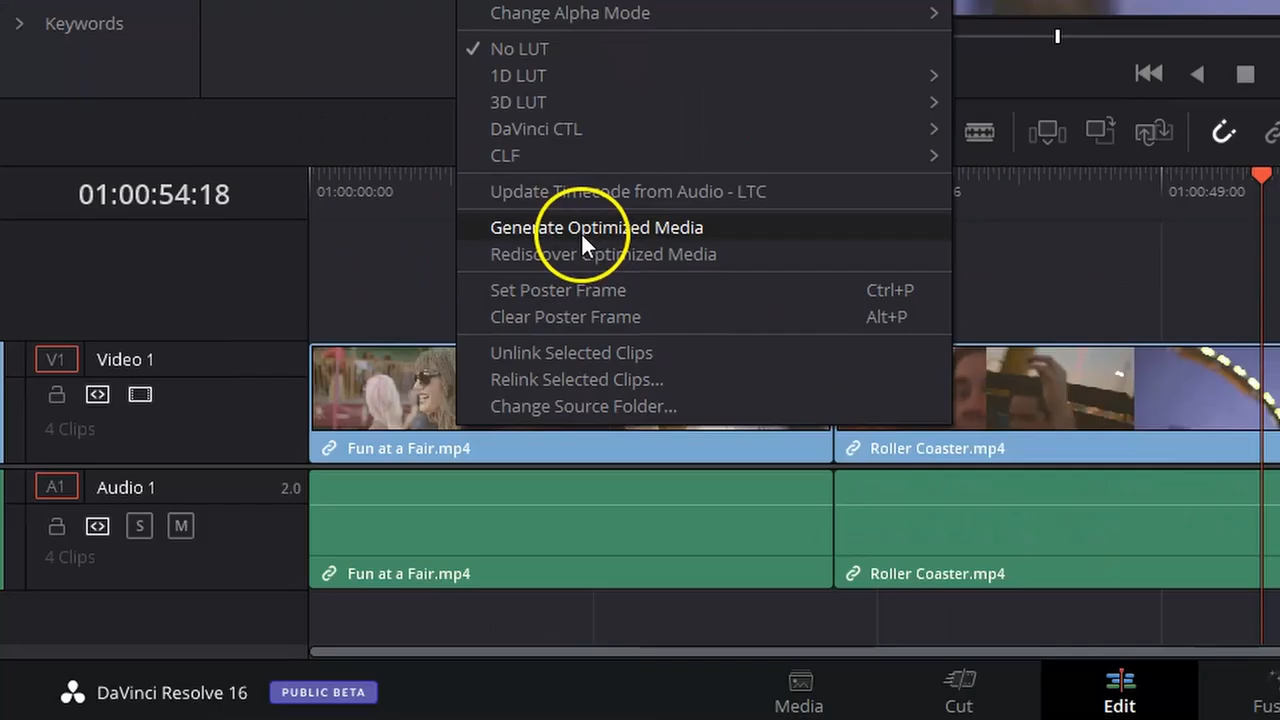 Keywords
Change Alpha Mode
No LUT
1D LUT
3D LUT
DaVinci CTL
CLF
Update Timecode from Audio - LTC
Generate Optimized Media
Rediscover Optimized Media
Set Poster Frame Ctrl+P
Clear Poster Frame Alt+P
Unlink Selected Clips
Relink Selected Clips...
Change Source Folder...
01:00:54:18
01:00:00:00
6
01:00:49:00
V1 Video 1
4 Clips
Fun at a Fair.mp4
Roller Coaster.mp4
A1 Audio 1 2.0
S M
4 Clips
Fun at a Fair.mp4
Roller Coaster.mp4
DaVinci Resolve 16 PUBLIC BETA
Media
Cut
Edit
Fus